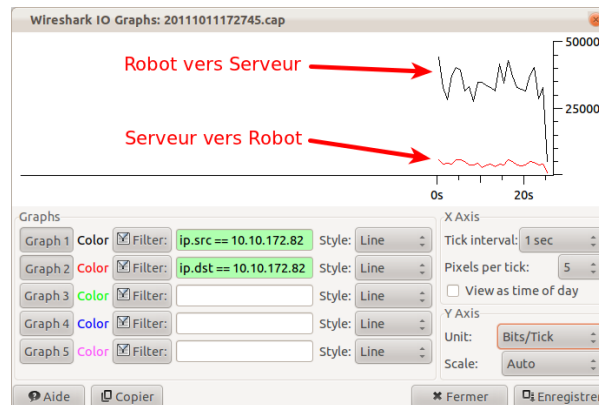 Wireshark IO Graphs: 20111011172745.cap
Robot vers Serveur
Serveur vers Robot
50000
25000
0s
20s
Graphs
Graph 1 Color Filter: ip.src == 10.10.172.82 Style: Line
Graph 2 Color Filter: ip.dst == 10.10.172.82 Style: Line
Graph 3 Color Filter: Style: Line
Graph 4 Color Filter: Style: Line
Graph 5 Color Filter: Style: Line
X Axis
Tick interval: 1 sec
Pixels per tick: 5
View as time of day
Y Axis
Unit: Bits/Tick
Scale: Auto
Aide
Copier
Fermer
Enregistrer